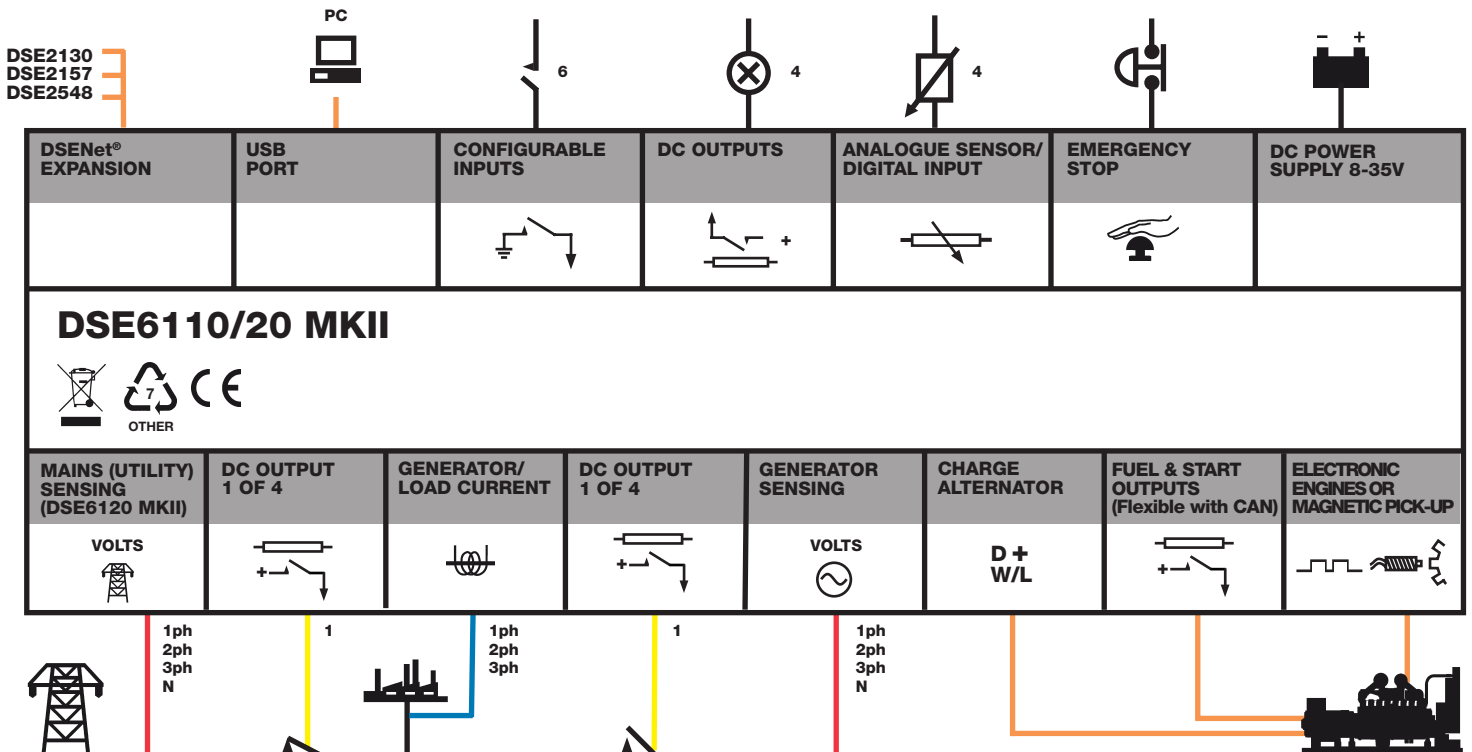 PC
DSE2130
DSE2157
DSE2548
6
4
4
– +
DSENet®
EXPANSION
USB
PORT
CONFIGURABLE
INPUTS
DC OUTPUTS
ANALOGUE SENSOR/
DIGITAL INPUT
EMERGENCY
STOP
DC POWER
SUPPLY 8-35V
+
DSE6110/20 MKII
7
CE
OTHER
MAINS (UTILITY)
SENSING
(DSE6120 MKII)
DC OUTPUT
1 OF 4
GENERATOR/
LOAD CURRENT
DC OUTPUT
1 OF 4
GENERATOR
SENSING
CHARGE
ALTERNATOR
FUEL & START
OUTPUTS
(Flexible with CAN)
ELECTRONIC
ENGINES OR
MAGNETIC PICK-UP
VOLTS
+
+
VOLTS
D +
W/L
+
1ph
2ph
3ph
N
1
1ph
2ph
3ph
1
1ph
2ph
3ph
N